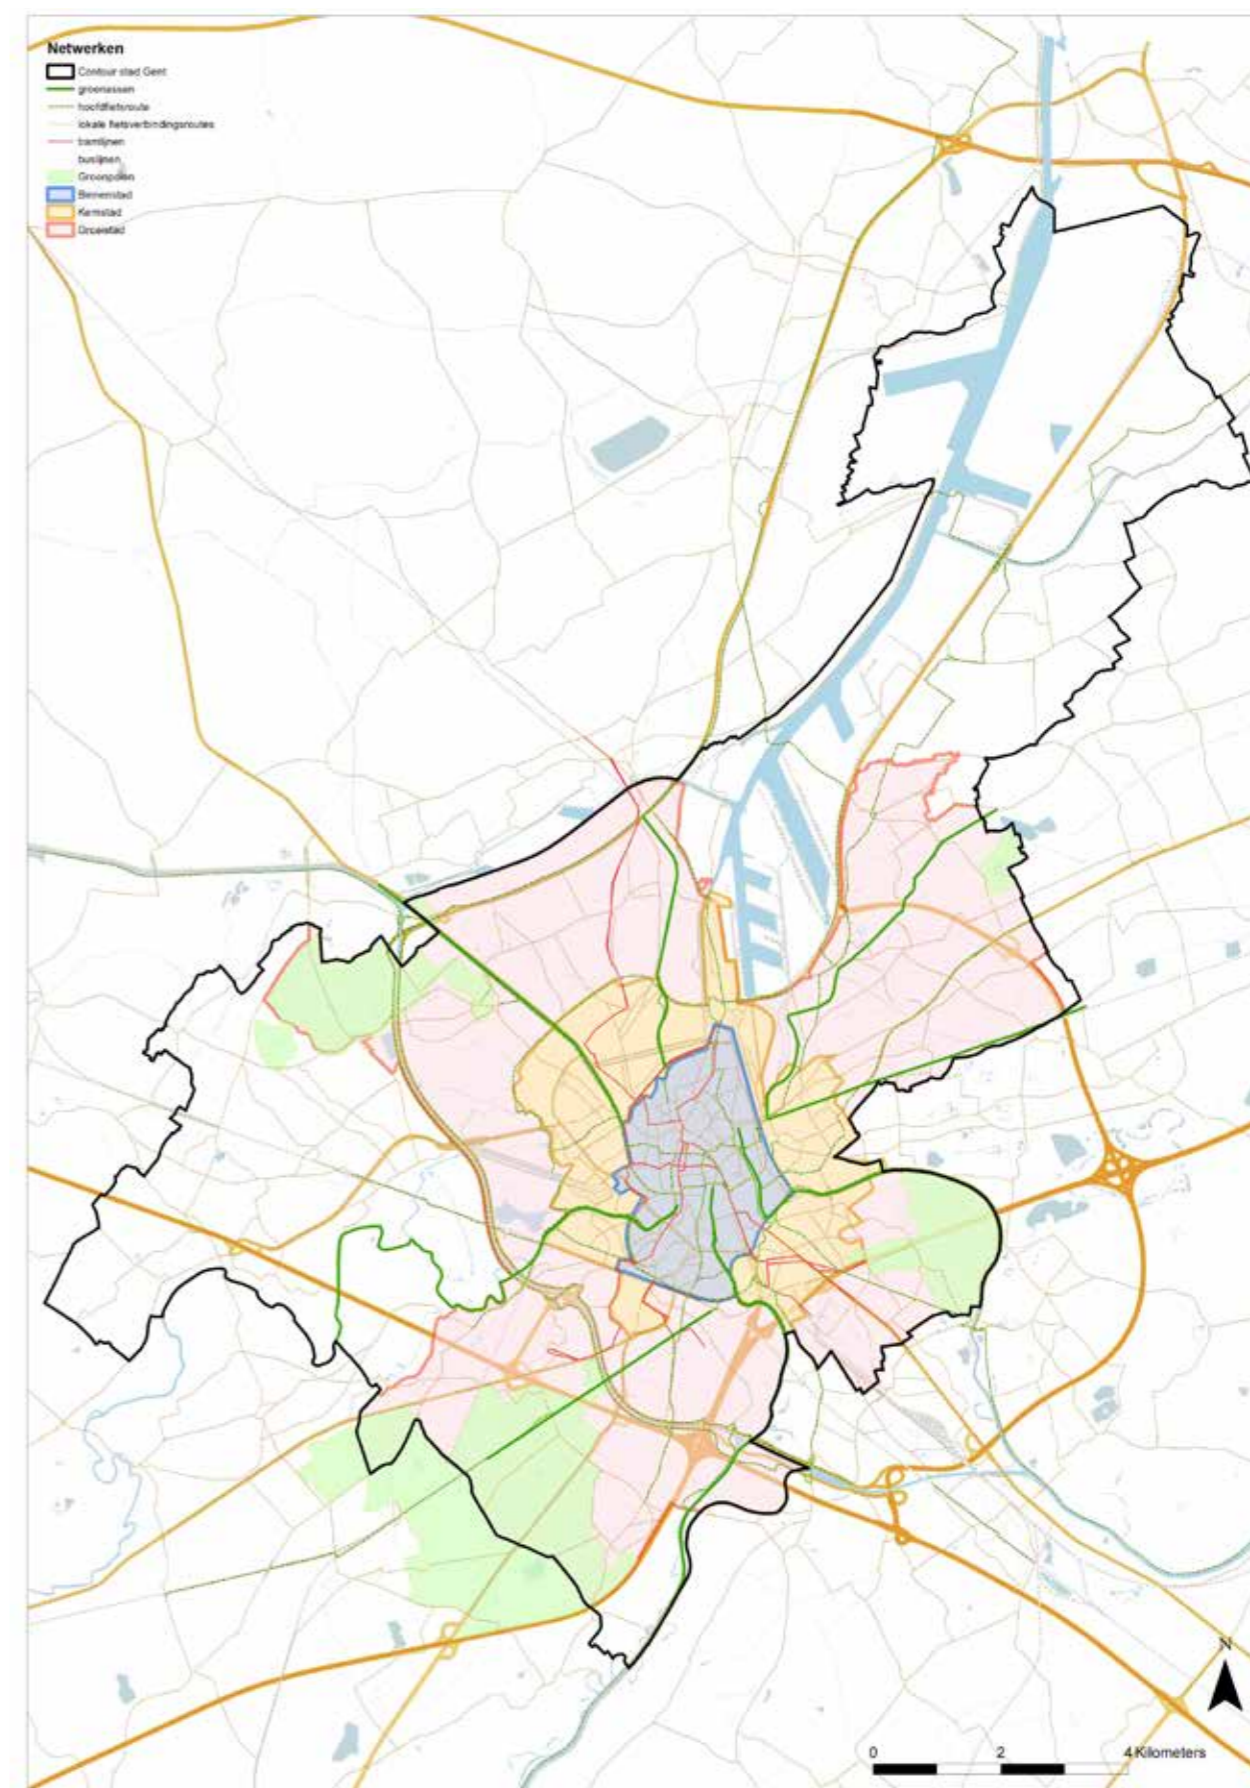 Netwerken
Contour stad Gent
groenassen
hoofdfietsroute
lokale fietsverbindingsroutes
tramlijnen
buslijnen
Groenpolen
Binnenstad
Kernstad
Groeistad
N
0 2 4 Kilometers